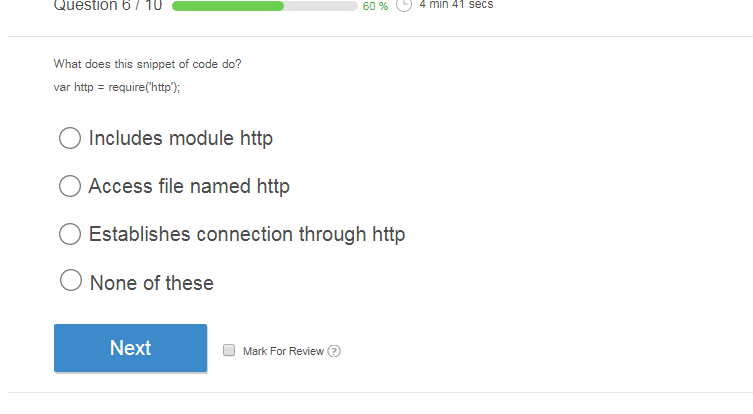 Question 6 / 10 60 % 4 min 41 secs
What does this snippet of code do?
var http = require('http');
Includes module http
Access file named http
Establishes connection through http
None of these
Next Mark For Review ?